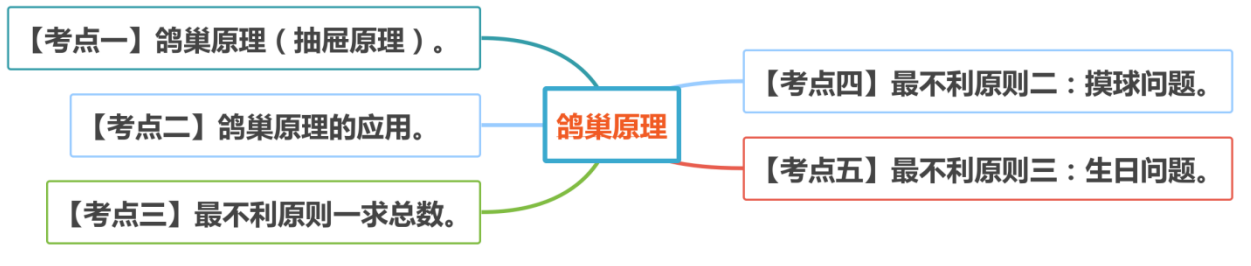 【考点一】鸽巢原理（抽屉原理）。
【考点二】鸽巢原理的应用。
【考点三】最不利原则一求总数。
鸽巢原理
【考点四】最不利原则二：摸球问题。
【考点五】最不利原则三：生日问题。